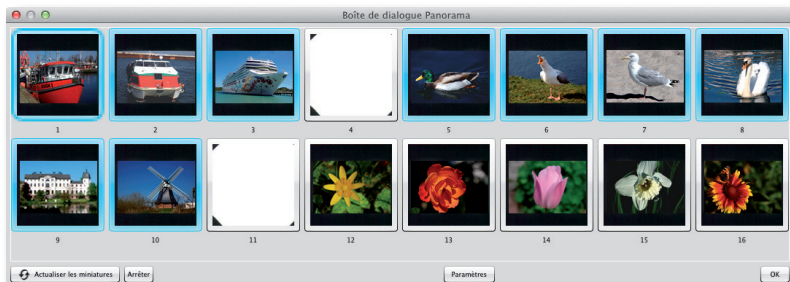 Boîte de dialogue Panorama
1 2 3 4 5 6 7 8
9 10 11 12 13 14 15 16
Actualiser les miniatures Arrêter Paramètres OK